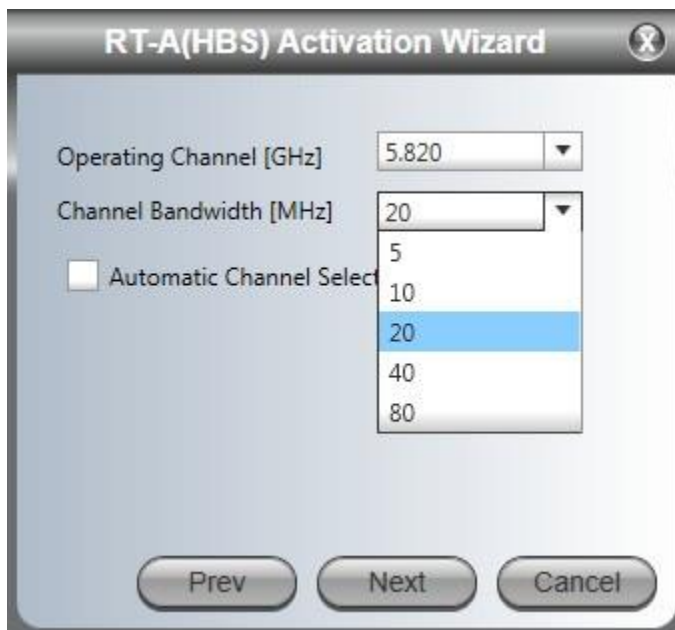 RT-A(HBS) Activation Wizard
Operating Channel [GHz] 5.820
Channel Bandwidth [MHz] 20
5
Automatic Channel Select
10
20
40
80
Prev Next Cancel